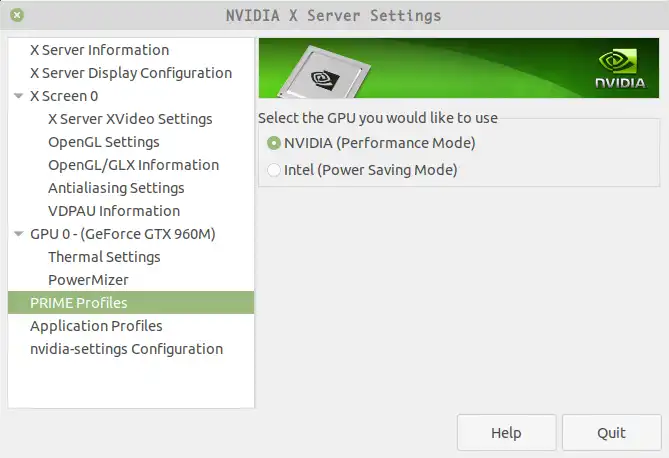 NVIDIA X Server Settings
X Server Information
X Server Display Configuration
X Screen 0
X Server XVideo Settings
OpenGL Settings
OpenGL/GLX Information
Antialiasing Settings
VDPAU Information
GPU 0 - (GeForce GTX 960M)
Thermal Settings
PowerMizer
PRIME Profiles
Application Profiles
nvidia-settings Configuration
NVIDIA
Select the GPU you would like to use
NVIDIA (Performance Mode)
Intel (Power Saving Mode)
Help
Quit